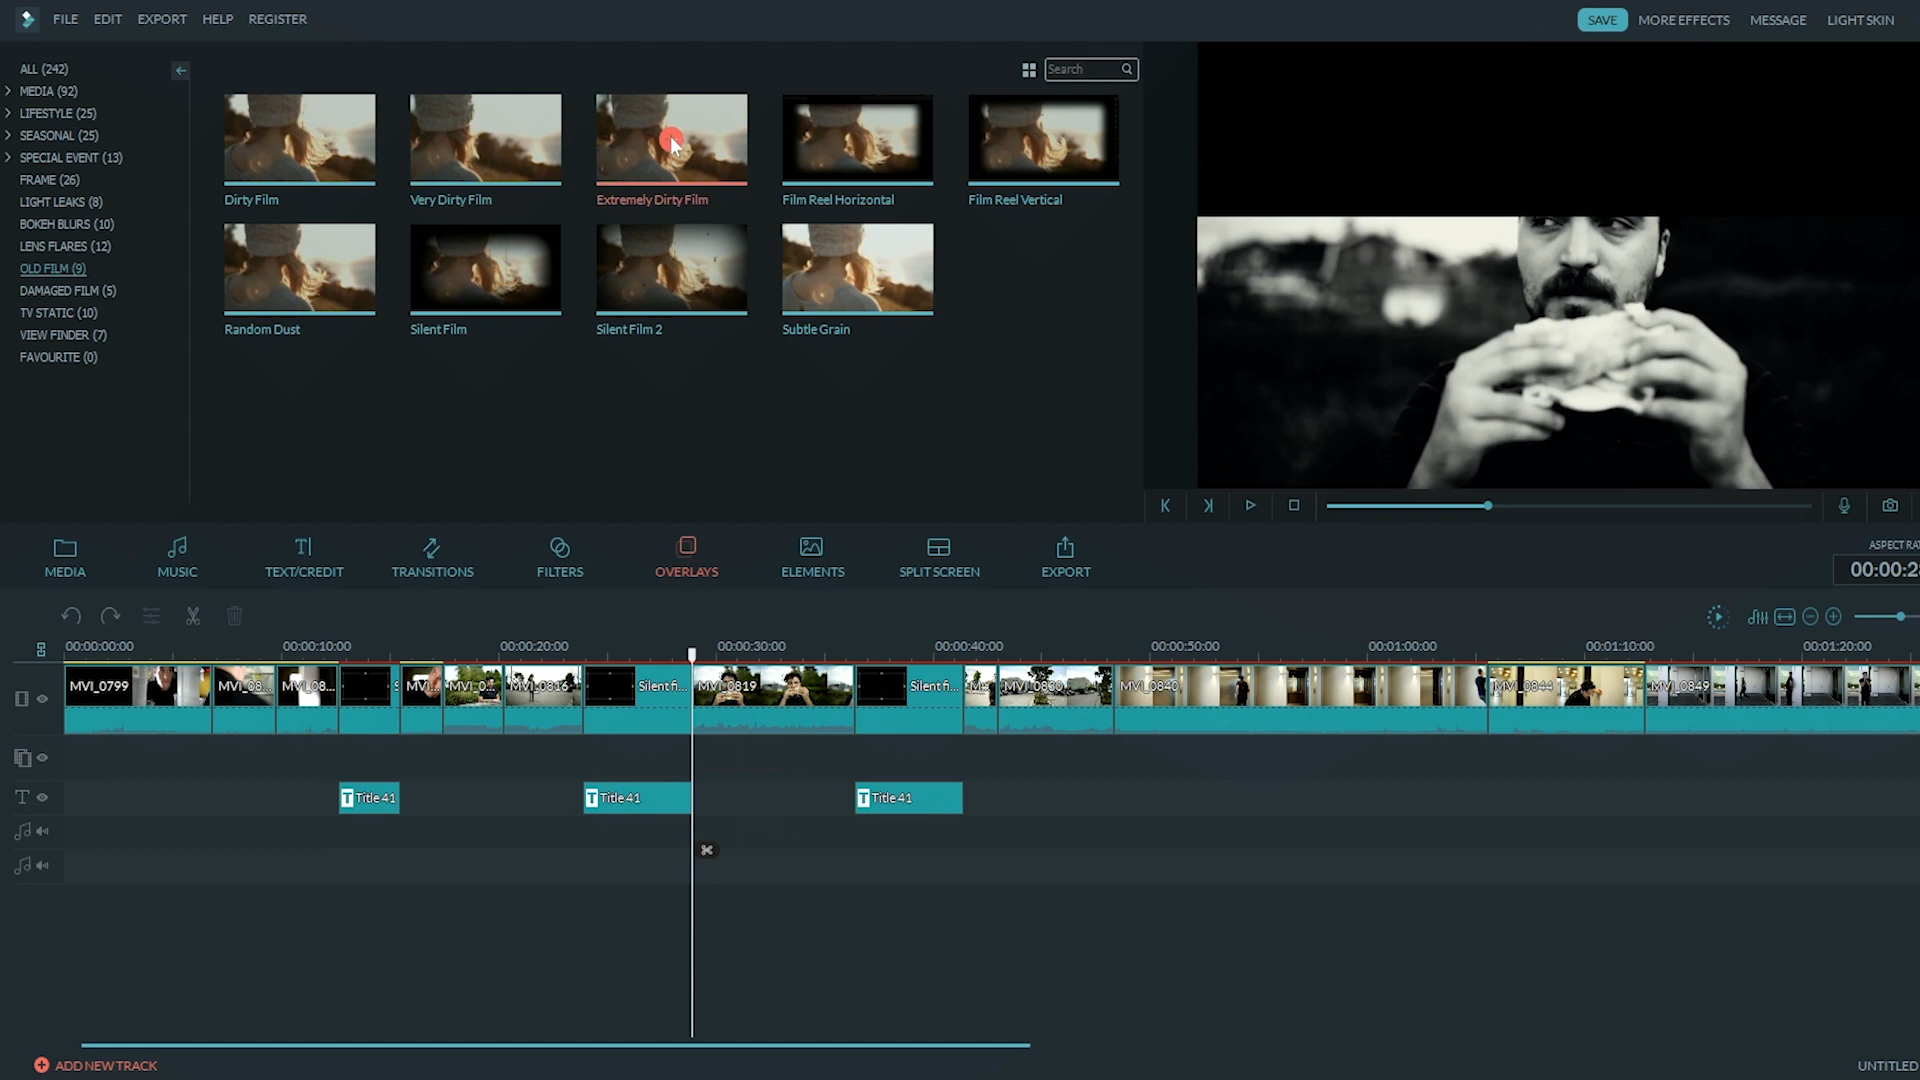 FILE EDIT EXPORT HELP REGISTER
SAVE MORE EFFECTS MESSAGE LIGHT SKIN
ALL (242)
MEDIA (92)
LIFESTYLE (25)
SEASONAL (25)
SPECIAL EVENT (13)
FRAME (26)
LIGHT LEAKS (8)
BOKEH BLURS (10)
LENS FLARES (12)
OLD FILM (9)
DAMAGED FILM (5)
TV STATIC (10)
VIEW FINDER (7)
FAVOURITE (0)
Search
Dirty Film Very Dirty Film Extremely Dirty Film Film Reel Horizontal Film Reel Vertical
Random Dust Silent Film Silent Film 2 Subtle Grain
MEDIA MUSIC TEXT/CREDIT TRANSITIONS FILTERS OVERLAYS ELEMENTS SPLIT SCREEN EXPORT
ASPECT RAT
00:00:2
00:00:00:00 00:00:10:00 00:00:20:00 00:00:30:00 00:00:40:00 00:00:50:00 00:01:00:00 00:01:10:00 00:01:20:00
MVI_0799 MVI_08... MVI_08... S MVI... MVI_0... MVI_0816 Silent fi... MVI_0819 Silent fi... M... MVI_0830 MVI_0840 MVI_0844 MVI_0849
Title 41 Title 41 Title 41
ADD NEW TRACK
UNTITLED